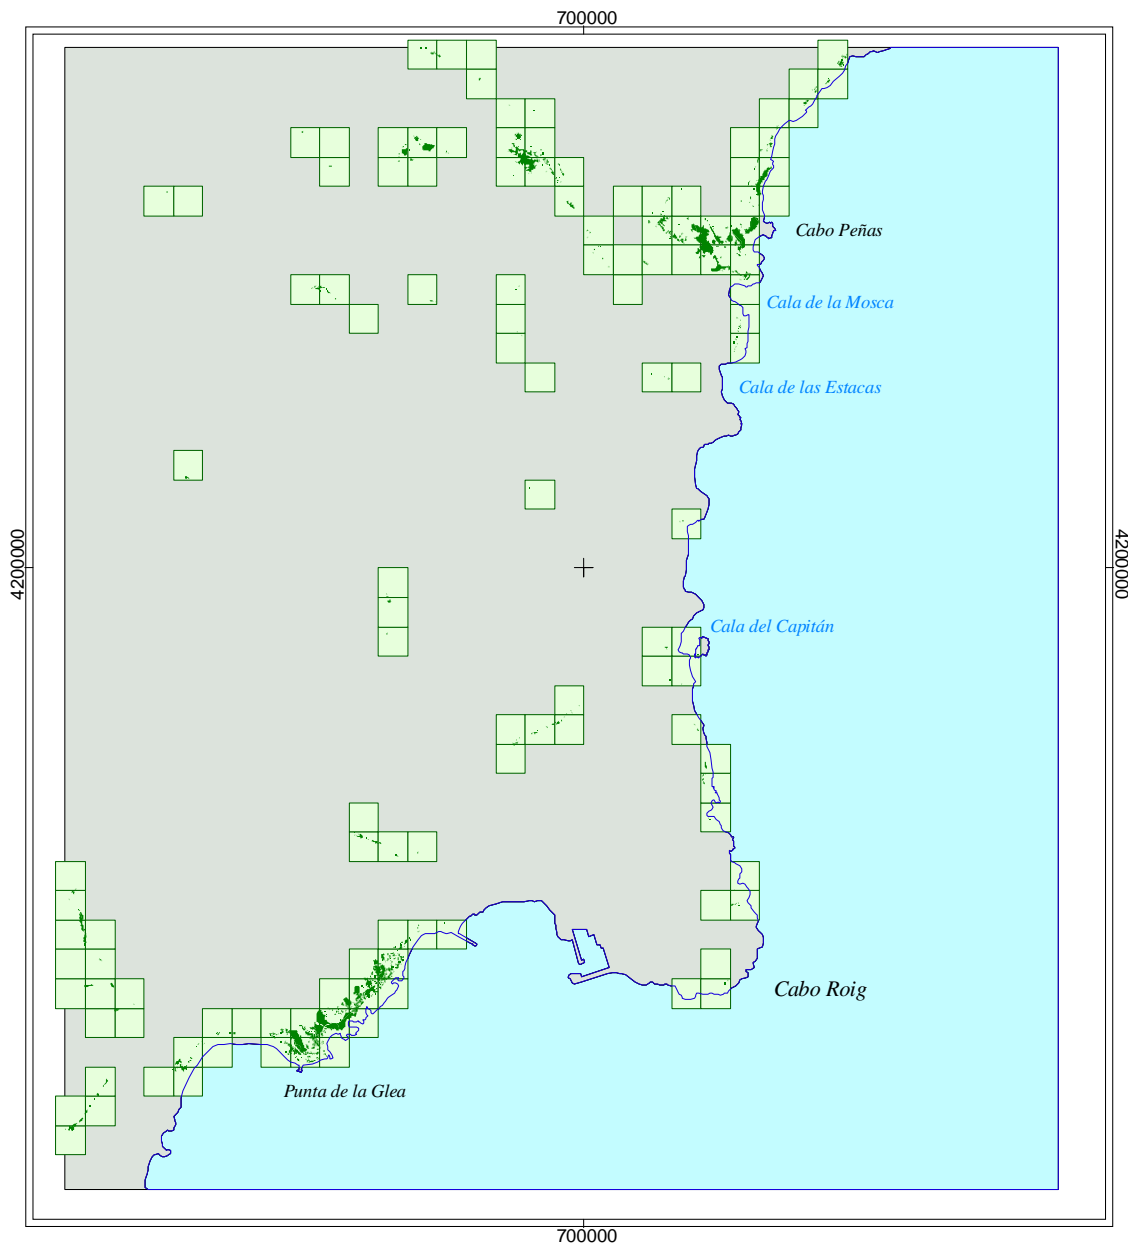 700000
Cabo Peñas
Cala de la Mosca
Cala de las Estacas
4200000
4200000
Cala del Capitán
Cabo Roig
Punta de la Glea
700000